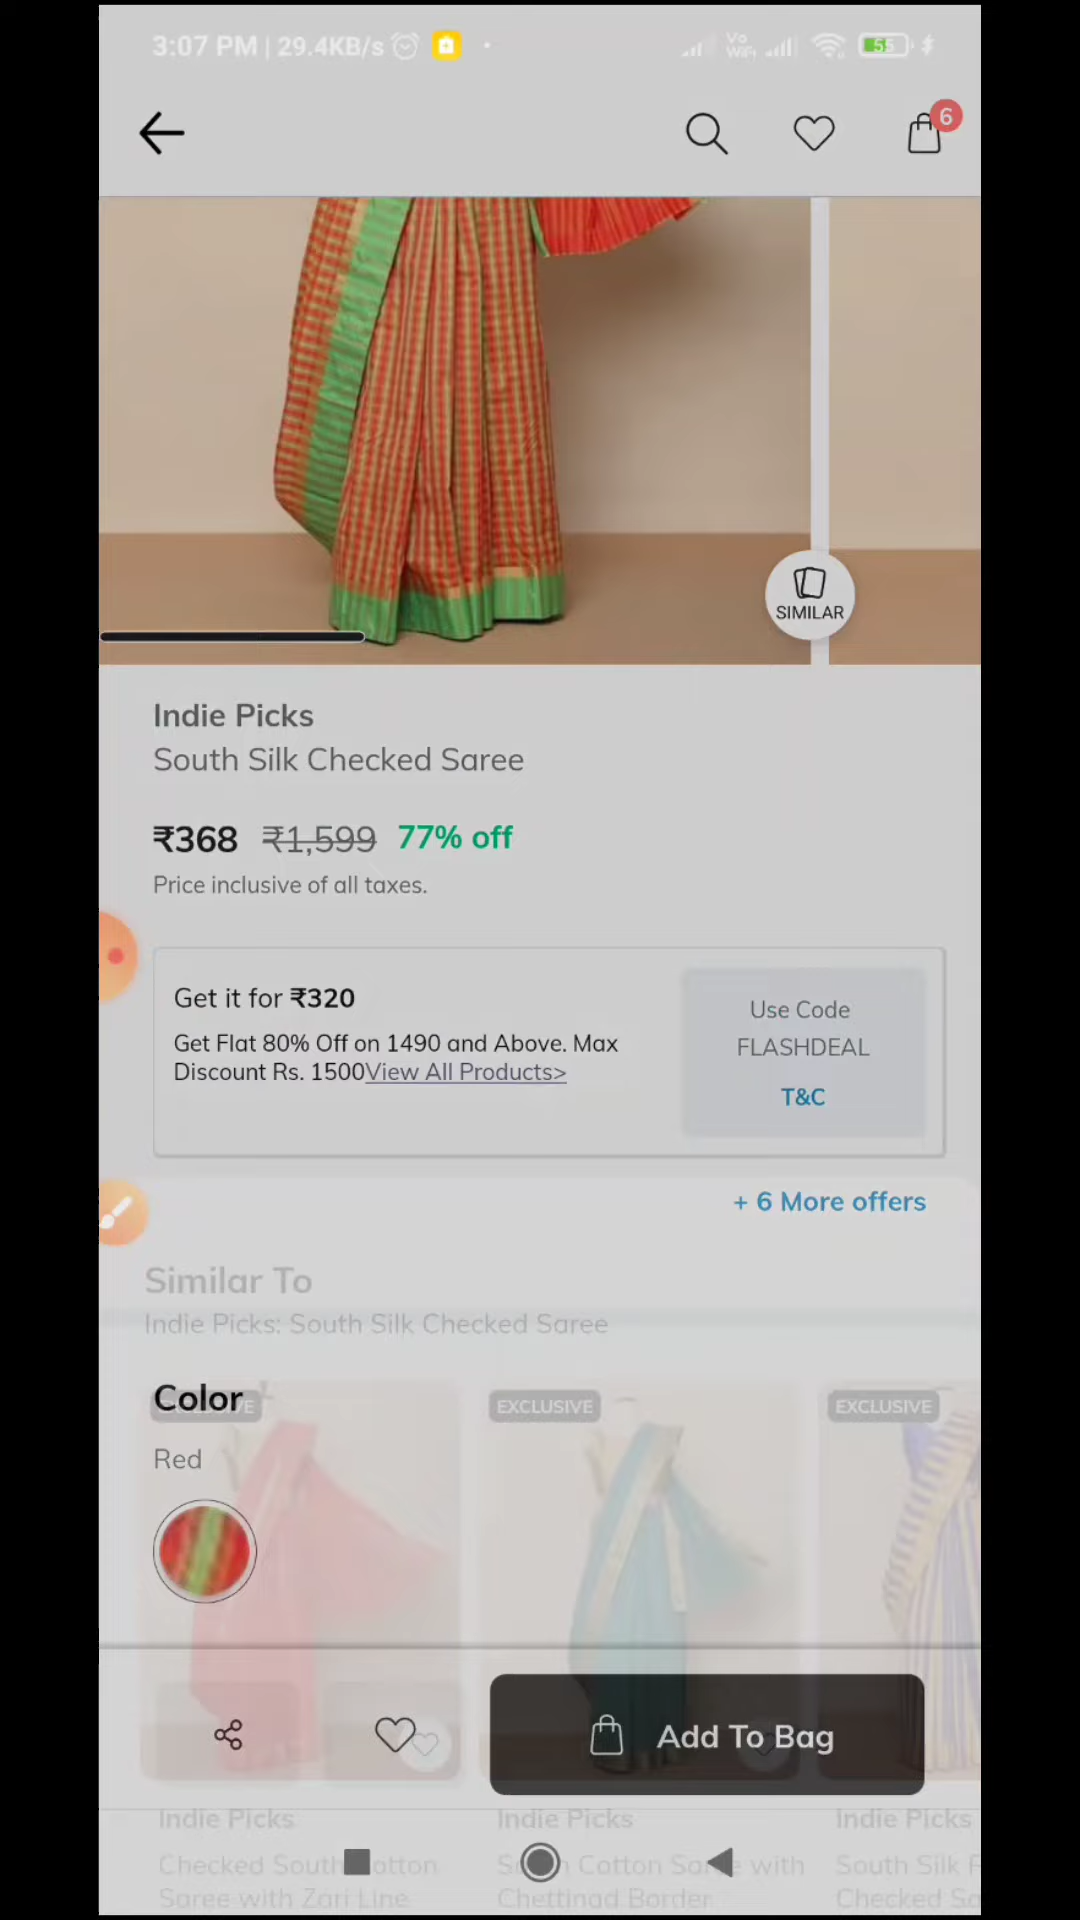 3:07 PM | 29.4KB/s
Vo
WiFi
55
6
SIMILAR
Indie Picks
South Silk Checked Saree
₹368 ₹1,599 77% off
Price inclusive of all taxes.
Get it for ₹320
Get Flat 80% Off on 1490 and Above. Max
Discount Rs. 1500View All Products>
Use Code
FLASHDEAL
T&C
+ 6 More offers
Similar To
Indie Picks: South Silk Checked Saree
Color
EXCLUSIVE
EXCLUSIVE
Red
Add To Bag
Indie Picks
Indie Picks
Indie Picks
Checked South
Saree with Zari Line
Cotton Saree with
Chettinad Border
South Silk
Checked